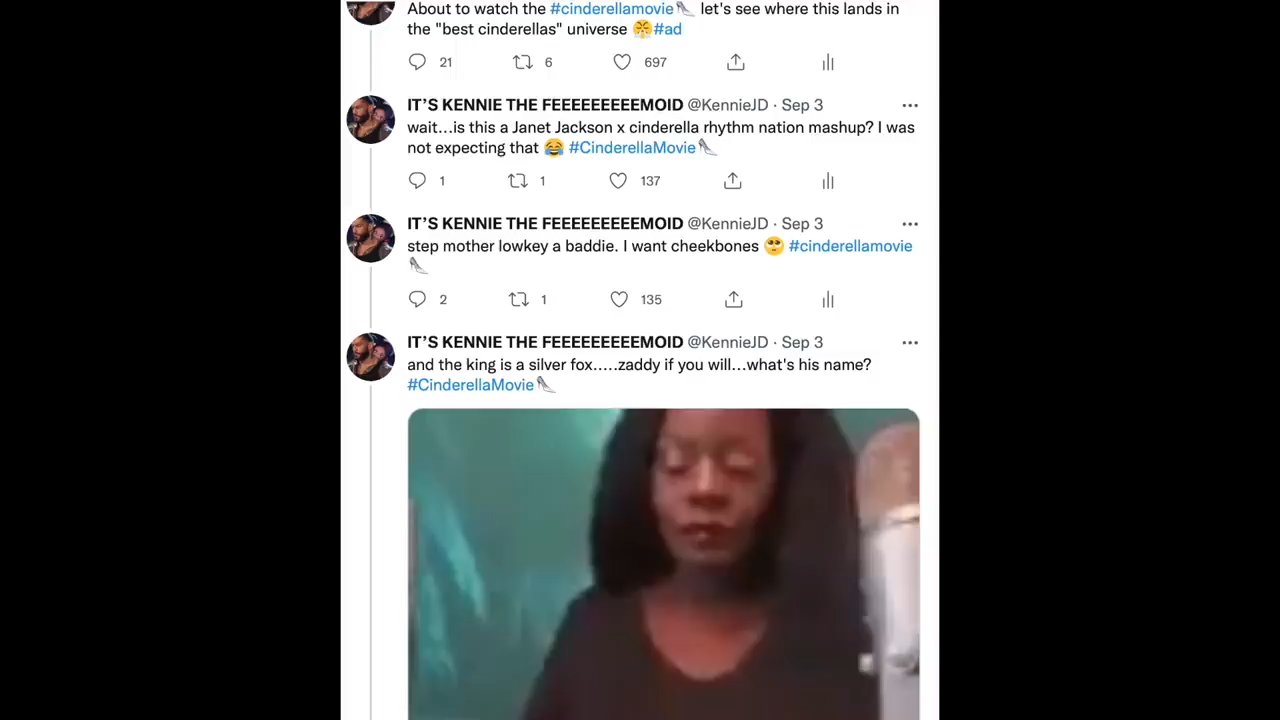 About to watch the #cinderellamovie let's see where this lands in
the "best cinderellas" universe 😤 #ad
21 6 697
IT'S KENNIE THE FEEEEEEEEEMOID @KennieJD · Sep 3
wait...is this a Janet Jackson x cinderella rhythm nation mashup? I was
not expecting that 😂 #CinderellaMovie
1 1 137
IT'S KENNIE THE FEEEEEEEEEMOID @KennieJD · Sep 3
step mother lowkey a baddie. I want cheekbones 🥺 #cinderellamovie
2 1 135
IT'S KENNIE THE FEEEEEEEEEMOID @KennieJD · Sep 3
and the king is a silver fox.....zaddy if you will...what's his name?
#CinderellaMovie